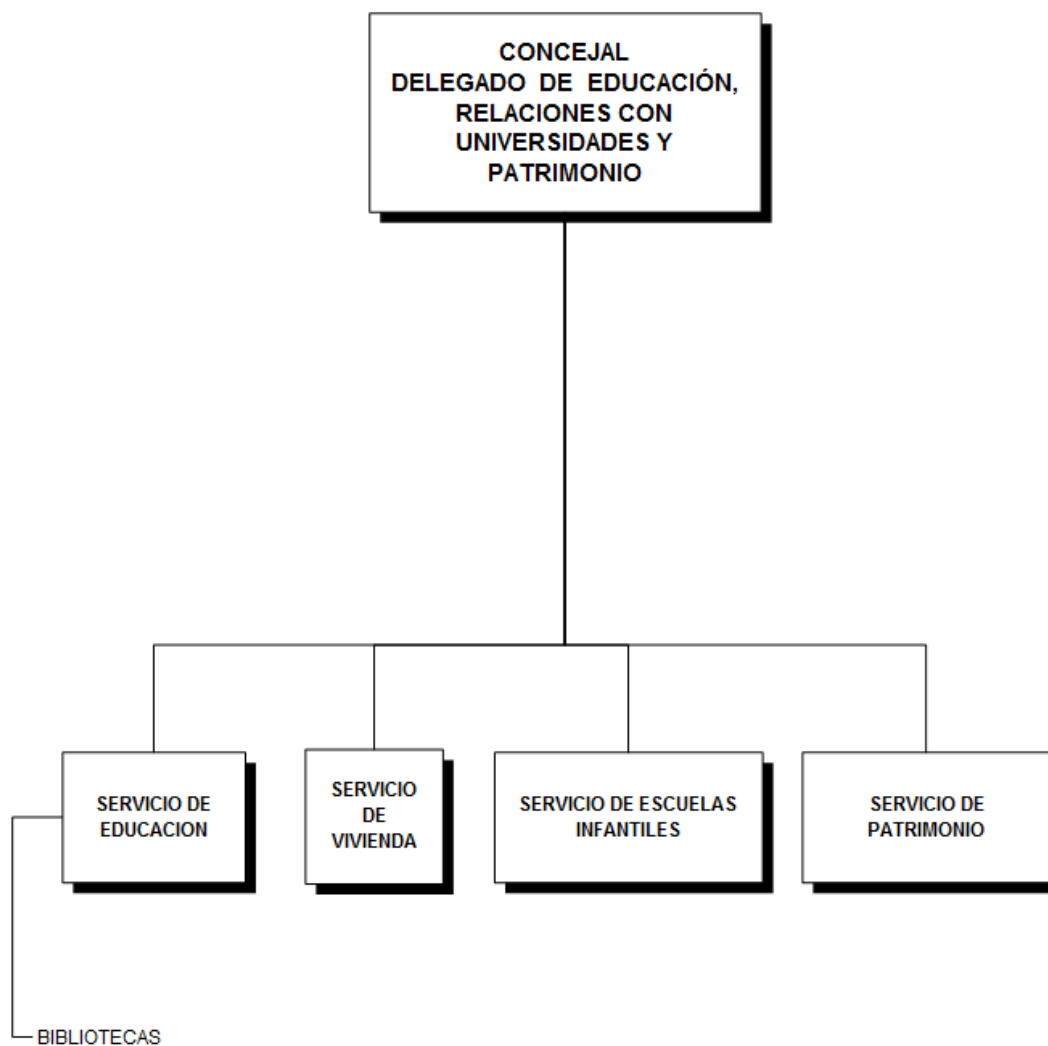 CONCEJAL
DELEGADO DE EDUCACIÓN,
RELACIONES CON
UNIVERSIDADES Y
PATRIMONIO
SERVICIO DE
EDUCACION
SERVICIO
DE
VIVIENDA
SERVICIO DE ESCUELAS
INFANTILES
SERVICIO DE
PATRIMONIO
BIBLIOTECAS